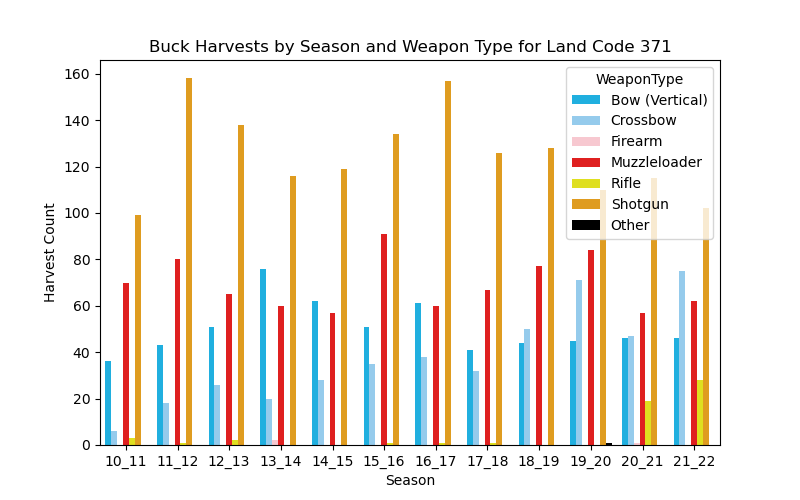 Buck Harvests by Season and Weapon Type for Land Code 371
160
140
120
100
80
60
40
20
0
Harvest Count
WeaponType
Bow (Vertical)
Crossbow
Firearm
Muzzleloader
Rifle
Shotgun
Other
10_11 11_12 12_13 13_14 14_15 15_16 16_17 17_18 18_19 19_20 20_21 21_22
Season